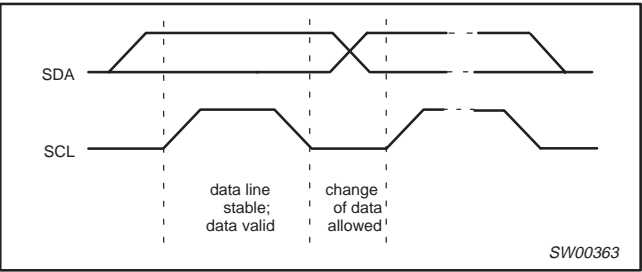 SDA
SCL
data line
stable;
data valid
change
of data
allowed
SW00363